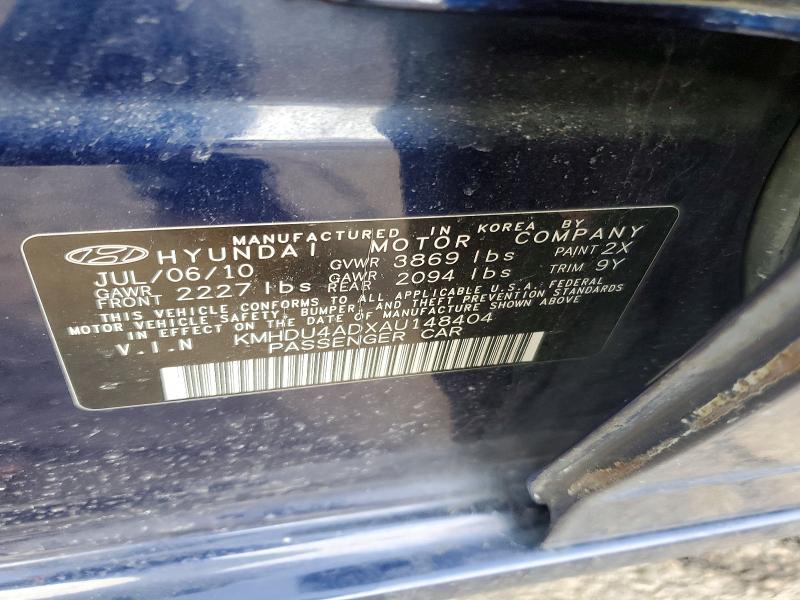 MANUFACTURED IN KOREA BY
HYUNDAI MOTOR COMPANY
JUL/06/10 GVWR 3869 lbs PAINT 2X
GAWR FRONT 2227 lbs GAWR REAR 2094 lbs TRIM 9Y
THIS VEHICLE CONFORMS TO ALL APPLICABLE U.S.A. FEDERAL
MOTOR VEHICLE SAFETY, BUMPER, AND THEFT PREVENTION STANDARDS
IN EFFECT ON THE DATE OF MANUFACTURE SHOWN ABOVE
V.I.N KMHDU4ADXAU148404
PASSENGER CAR